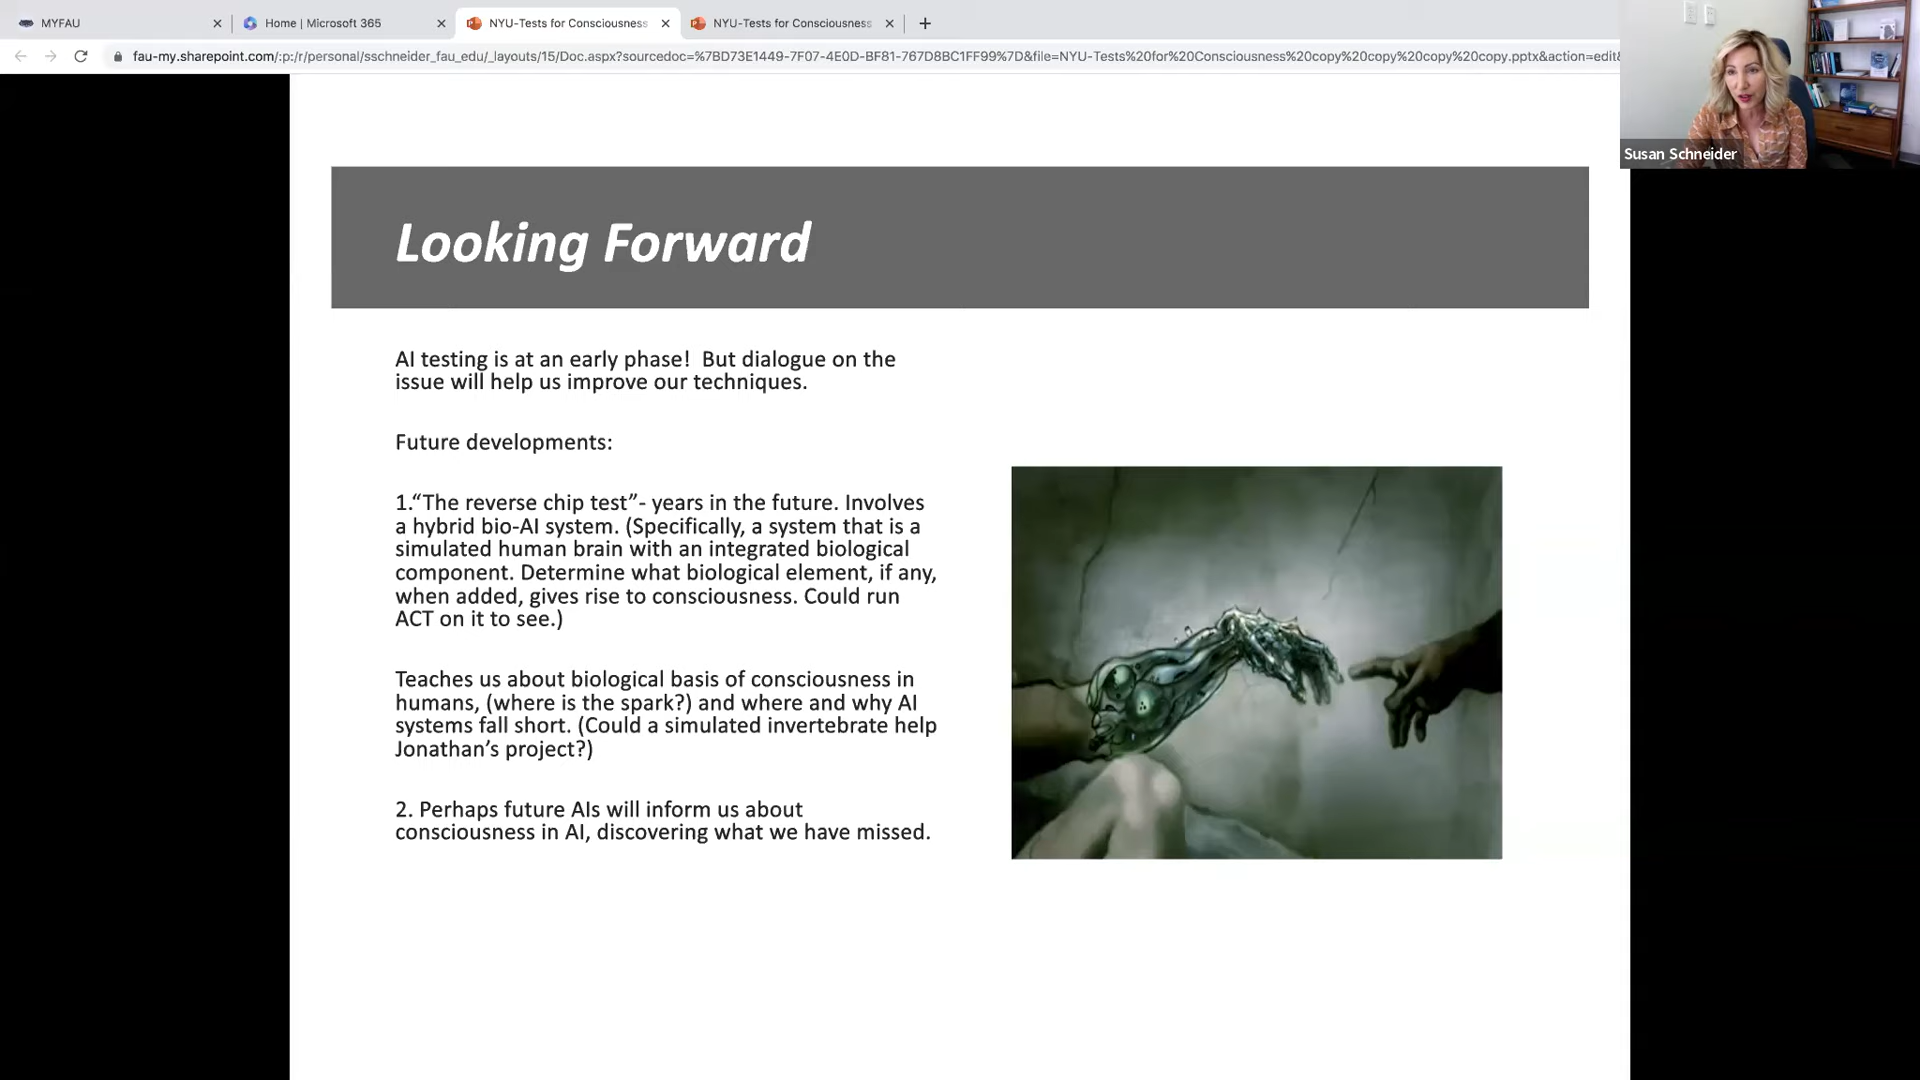 MYFAU
Home | Microsoft 365
NYU-Tests for Consciousness
NYU-Tests for Consciousness
fau-my.sharepoint.com/:p:/r/personal/sschneider_fau_edu/_layouts/15/Doc.aspx?sourcedoc=%7BD73E1449-7F07-4E0D-BF81-767D8BC1FF99%7D&file=NYU-Tests%20for%20Consciousness%20copy%20copy%20copy%20copy.pptx&action=edit&
Susan Schneider
Looking Forward
AI testing is at an early phase!  But dialogue on the
issue will help us improve our techniques.
Future developments:
1.“The reverse chip test”- years in the future. Involves
a hybrid bio-AI system. (Specifically, a system that is a
simulated human brain with an integrated biological
component. Determine what biological element, if any,
when added, gives rise to consciousness. Could run
ACT on it to see.)
Teaches us about biological basis of consciousness in
humans, (where is the spark?) and where and why AI
systems fall short. (Could a simulated invertebrate help
Jonathan’s project?)
2. Perhaps future AIs will inform us about
consciousness in AI, discovering what we have missed.